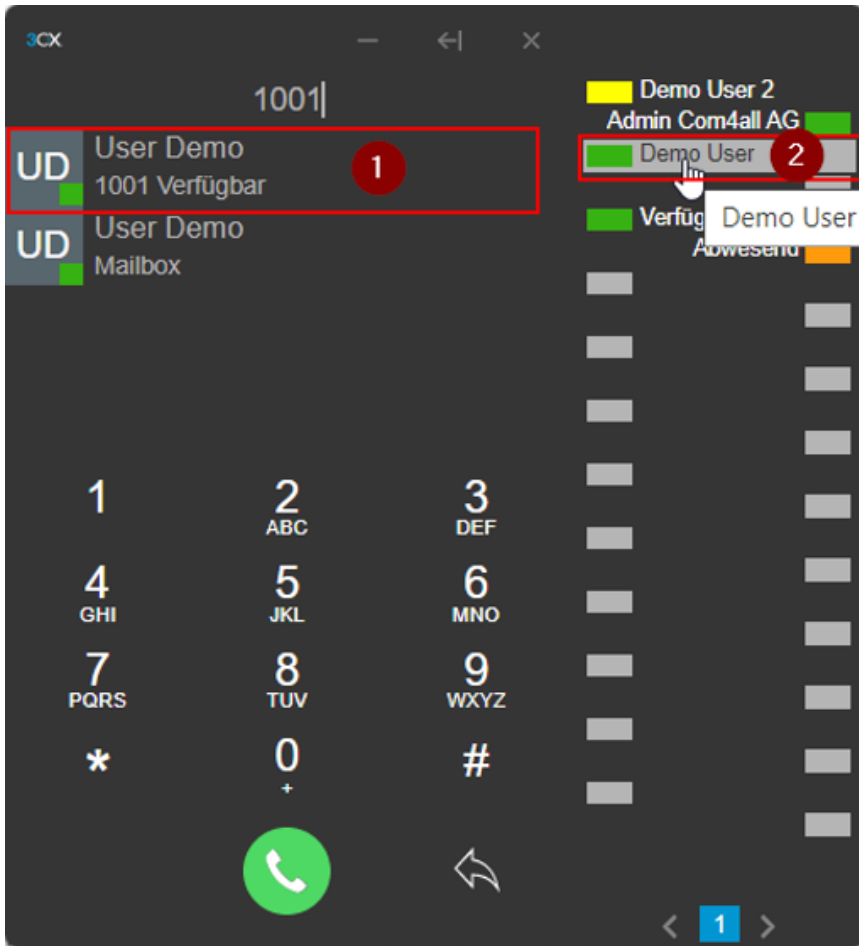 3CX
1001
User Demo
1001 Verfügbar
1
UD
User Demo
Mailbox
UD
1
2
ABC
3
DEF
4
GHI
5
JKL
6
MNO
7
PQRS
8
TUV
9
WXYZ
*
0
+
#
Demo User 2
Admin Com4all AG
Demo User
2
Verfüg
Demo User
Abwesend
1